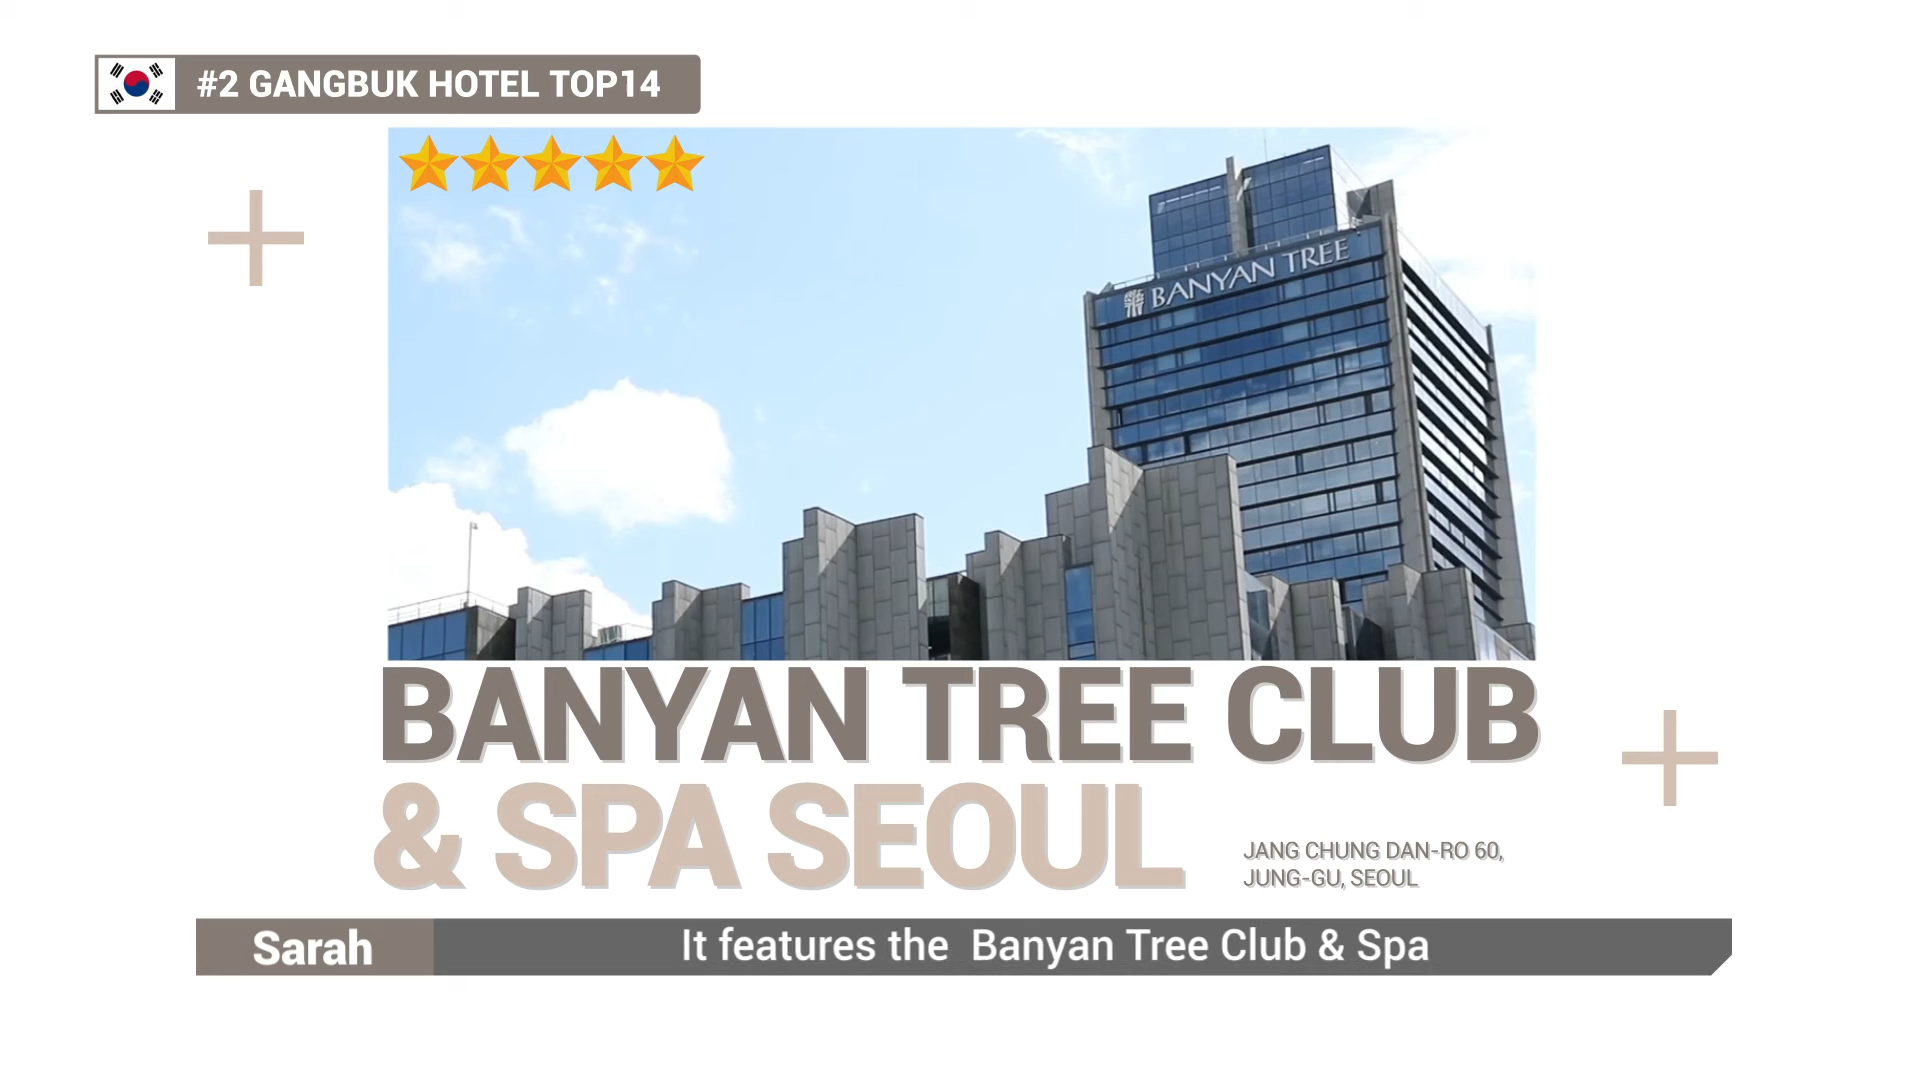 #2 GANGBUK HOTEL TOP14
BANYAN TREE
BANYAN TREE CLUB
& SPA SEOUL
JANG CHUNG DAN-RO 60,
JUNG-GU, SEOUL
Sarah
It features the  Banyan Tree Club & Spa